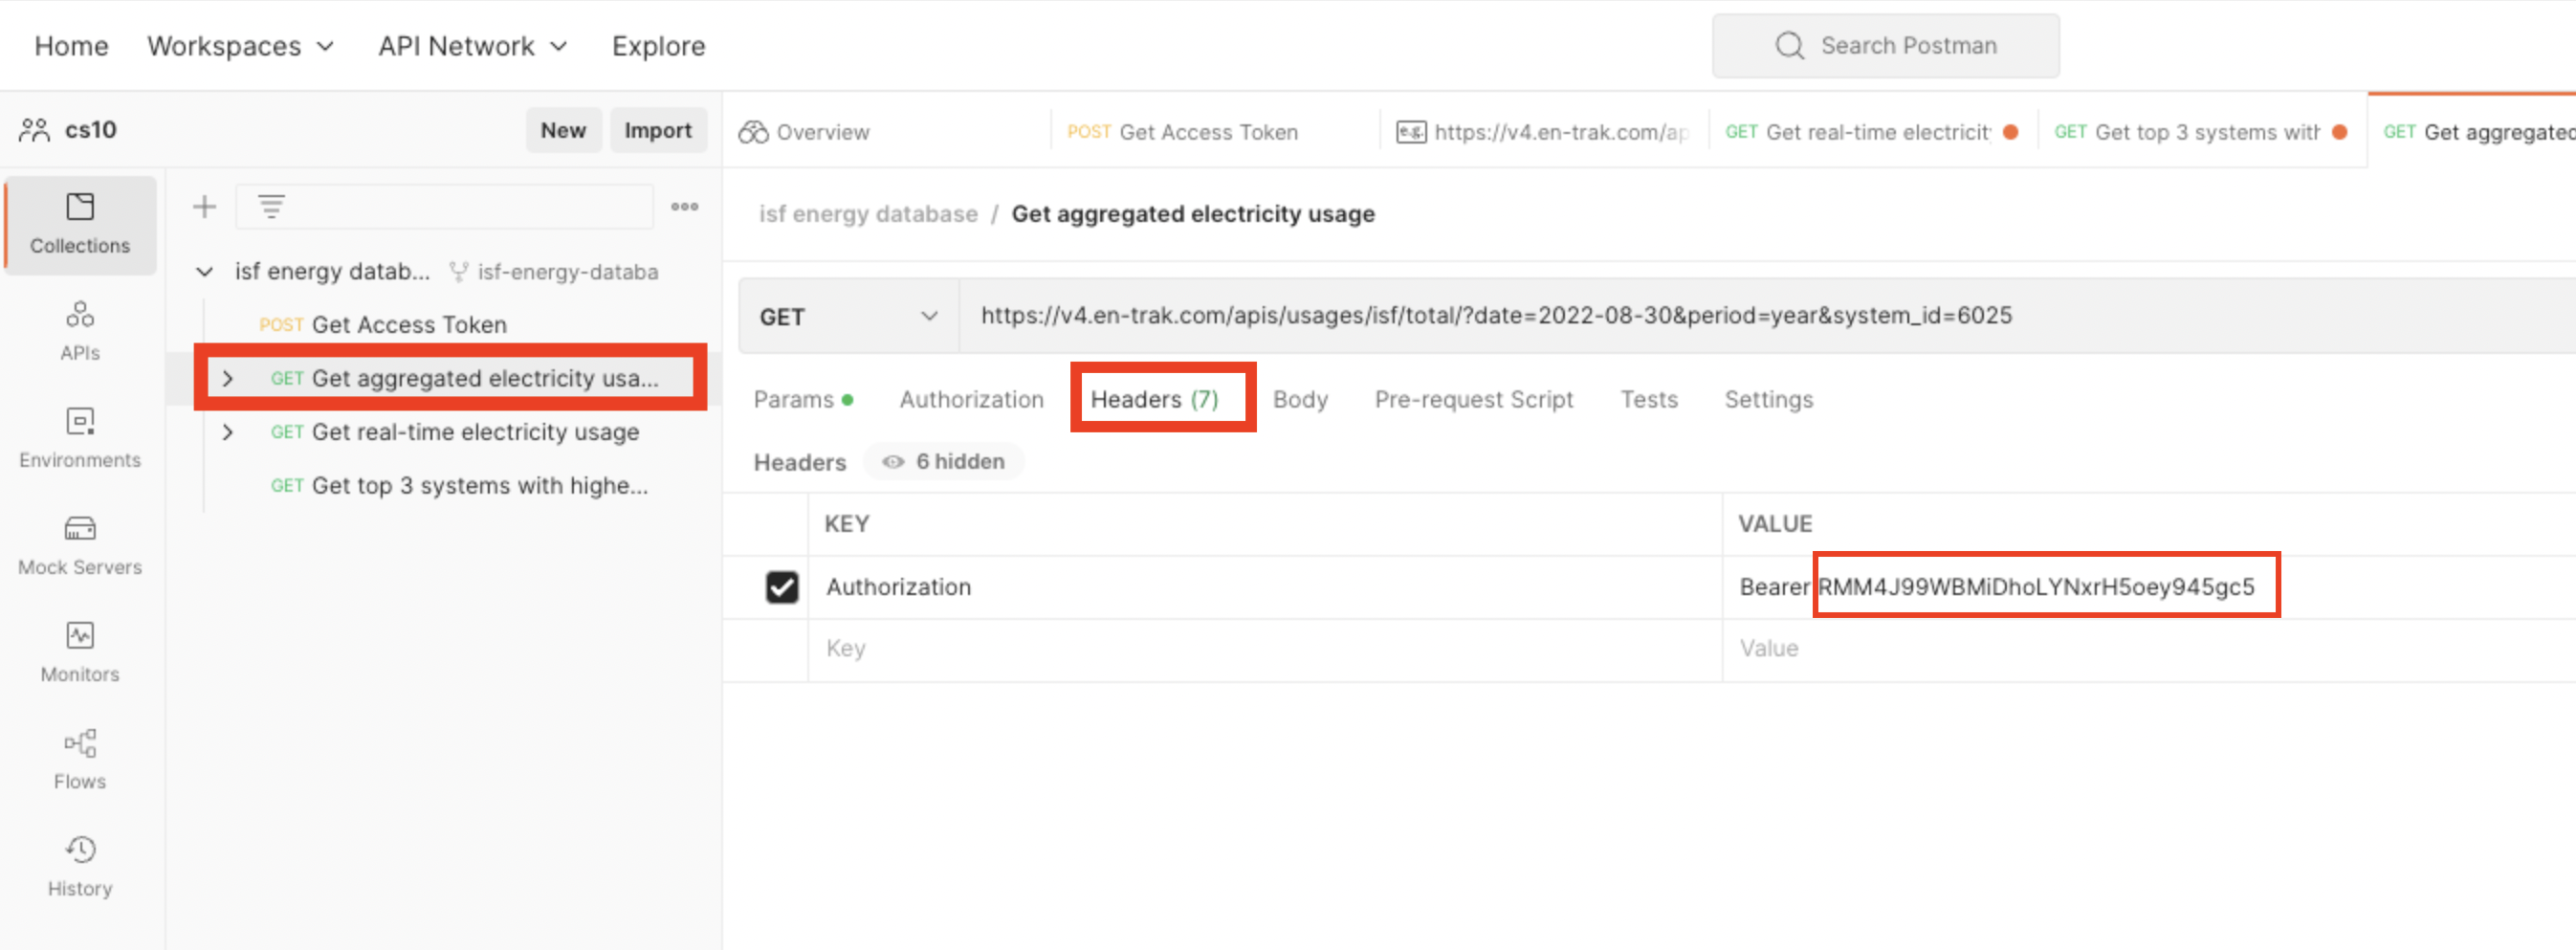 Home Workspaces API Network Explore Search Postman
cs10 New Import
Overview POST Get Access Token e.g. https://v4.en-trak.com/ap GET Get real-time electricit GET Get top 3 systems with GET Get aggregated
Collections
APIs
Environments
Mock Servers
Monitors
Flows
History
isf energy datab... isf-energy-databa
POST Get Access Token
GET Get aggregated electricity usa...
GET Get real-time electricity usage
GET Get top 3 systems with highe...
isf energy database / Get aggregated electricity usage
GET https://v4.en-trak.com/apis/usages/isf/total/?date=2022-08-30&period=year&system_id=6025
Params Authorization Headers (7) Body Pre-request Script Tests Settings
Headers 6 hidden
KEY VALUE
Authorization Bearer RMM4J99WBMiDhoLYNxrH5oey945gc5
Key Value